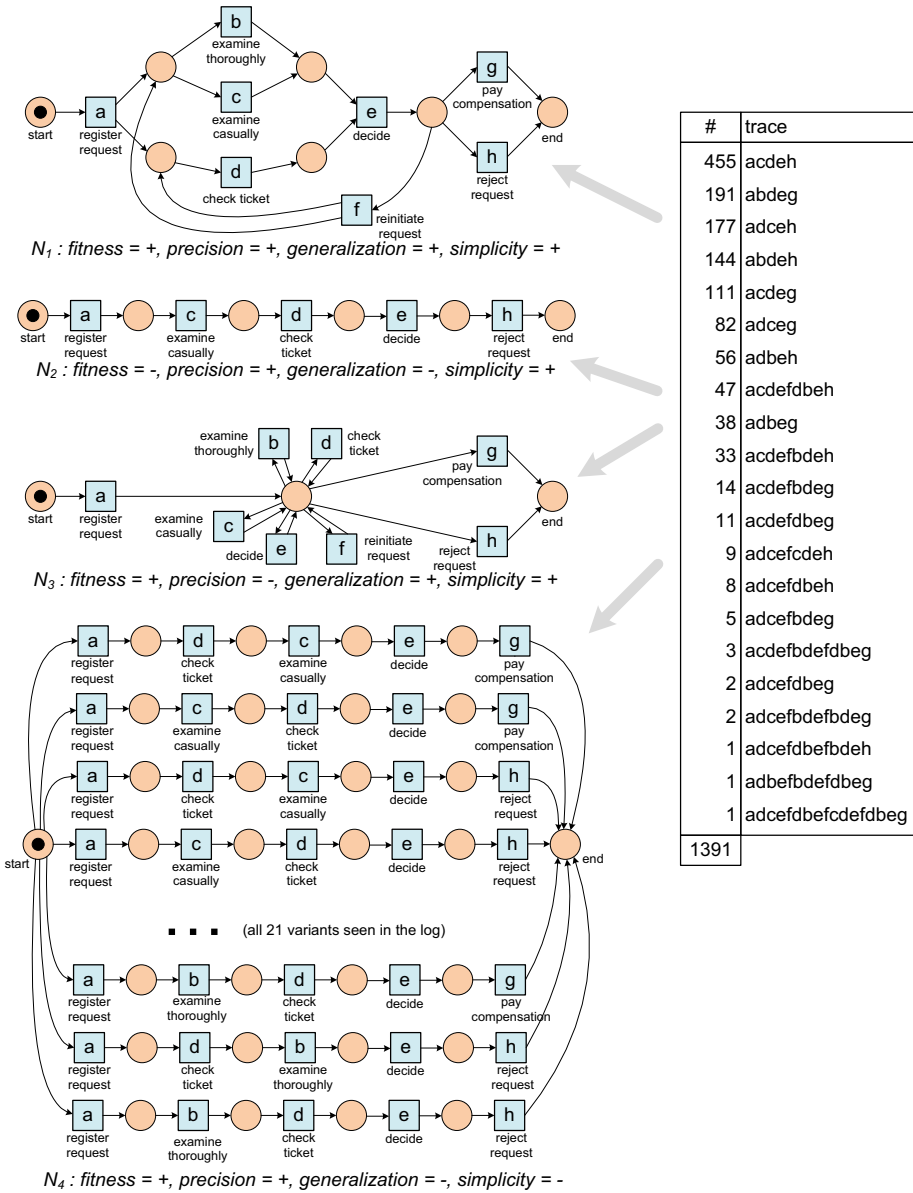 b
examine
thoroughly
g
pay
compensation
a
c
e
start
register
request
examine
casually
decide
end
d
h
check ticket
reject
request
f
reinitiate
request
N1 : fitness = +, precision = +, generalization = +, simplicity = +
a
c
d
e
h
start
register
request
examine
casually
check
ticket
decide
reject
request
end
N2 : fitness = -, precision = +, generalization = -, simplicity = +
examine
thoroughly
b
d
check
ticket
g
pay
compensation
a
start
register
request
end
examine
casually
c
decide
e
f
reinitiate
request
reject
request
h
N3 : fitness = +, precision = -, generalization = +, simplicity = +
a
d
c
e
g
register
request
check
ticket
examine
casually
decide
pay
compensation
a
c
d
e
g
register
request
examine
casually
check
ticket
decide
pay
compensation
a
d
c
e
h
register
request
check
ticket
examine
casually
decide
reject
request
start
a
c
d
e
h
end
register
request
examine
casually
check
ticket
decide
reject
request
(all 21 variants seen in the log)
a
b
d
e
g
register
request
examine
thoroughly
check
ticket
decide
pay
compensation
a
d
b
e
h
register
request
check
ticket
examine
thoroughly
decide
reject
request
a
b
d
e
h
register
request
examine
thoroughly
check
ticket
decide
reject
request
N4 : fitness = +, precision = +, generalization = -, simplicity = -
# trace
455 acdeh
191 abdeg
177 adceh
144 abdeh
111 acdeg
82 adceg
56 adbeh
47 acdefdbeh
38 adbeg
33 acdefbdeh
14 acdefbdeg
11 acdefdbeg
9 adcefcdeh
8 adcefdbeh
5 adcefbdeg
3 acdefbdefdbeg
2 adcefdbeg
2 adcefbdefbdeg
1 adcefdbefbdeh
1 adbefbdefdbeg
1 adcefdbefcdefdbeg
1391